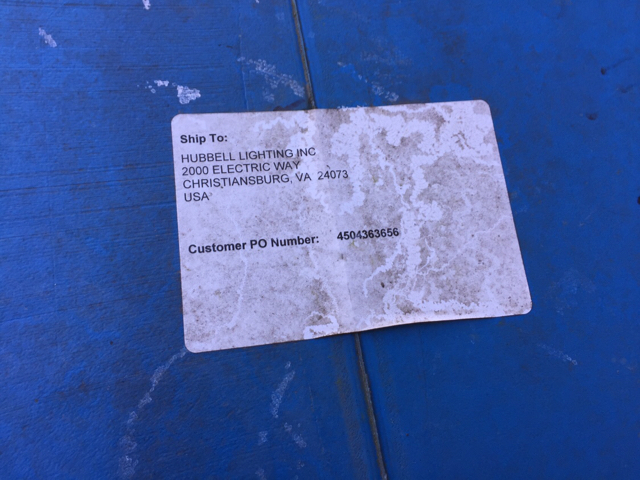 Ship To:
HUBBELL LIGHTING INC
2000 ELECTRIC WAY
CHRISTIANSBURG, VA 24073
USA
Customer PO Number: 4504363656